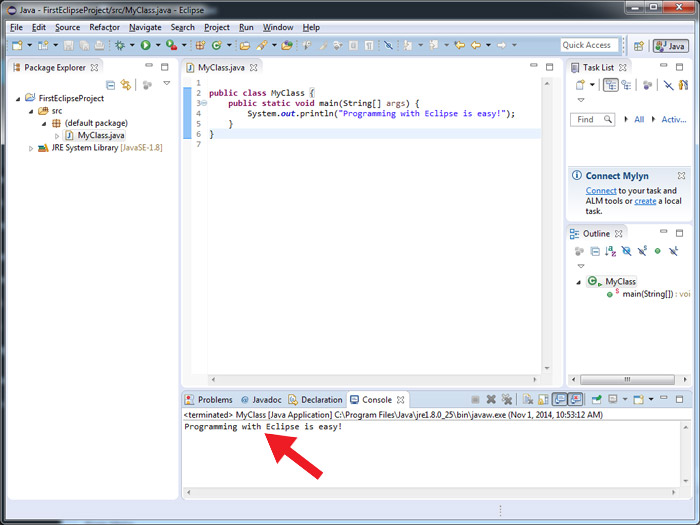 Java - FirstEclipseProject/src/MyClass.java - Eclipse
File Edit Source Refactor Navigate Search Project Run Window Help
Quick Access
Java
Package Explorer
FirstEclipseProject
src
(default package)
MyClass.java
JRE System Library [JavaSE-1.8]
MyClass.java
1
2 public class MyClass {
3 public static void main(String[] args) {
4 System.out.println("Programming with Eclipse is easy!");
5 }
6 }
7
Task List
Find
All
Activ...
Connect Mylyn
Connect to your task and
ALM tools or create a local
task.
Outline
MyClass
main(String[]) : voi
Problems Javadoc Declaration Console
<terminated> MyClass [Java Application] C:\Program Files\Java\jre1.8.0_25\bin\javaw.exe (Nov 1, 2014, 10:53:12 AM)
Programming with Eclipse is easy!